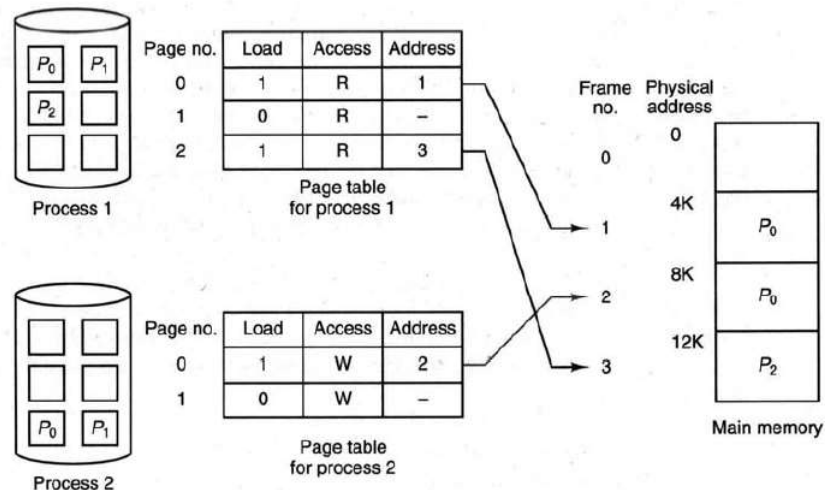 P0 P1
P2
Process 1
Page no. Load Access Address
0 1 R 1
1 0 R –
2 1 R 3
Page table
for process 1
P0 P1
Process 2
Page no. Load Access Address
0 1 W 2
1 0 W –
Page table
for process 2
Frame no. Physical address
0 0
4K
1 P0
8K
2 P0
12K
3 P2
Main memory